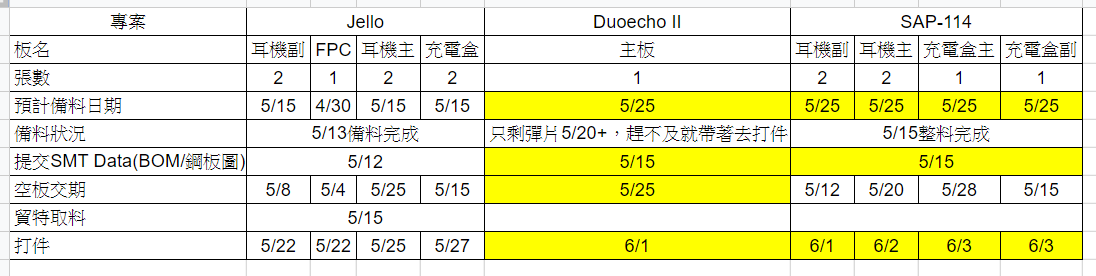 專案 Jello Duoecho II SAP-114
板名 耳機副 FPC 耳機主 充電盒 主板 耳機副 耳機主 充電盒主 充電盒副
張數 2 1 2 2 1 2 2 1 1
預計備料日期 5/15 4/30 5/15 5/15 5/25 5/25 5/25 5/25 5/25
備料狀況 5/13備料完成 只剩彈片5/20+，趕不及就帶著去打件 5/15整料完成
提交SMT Data(BOM/鋼板圖) 5/12 5/15 5/15
空板交期 5/8 5/4 5/25 5/15 5/25 5/12 5/20 5/28 5/15
貿特取料 5/15
打件 5/22 5/22 5/25 5/27 6/1 6/1 6/2 6/3 6/3